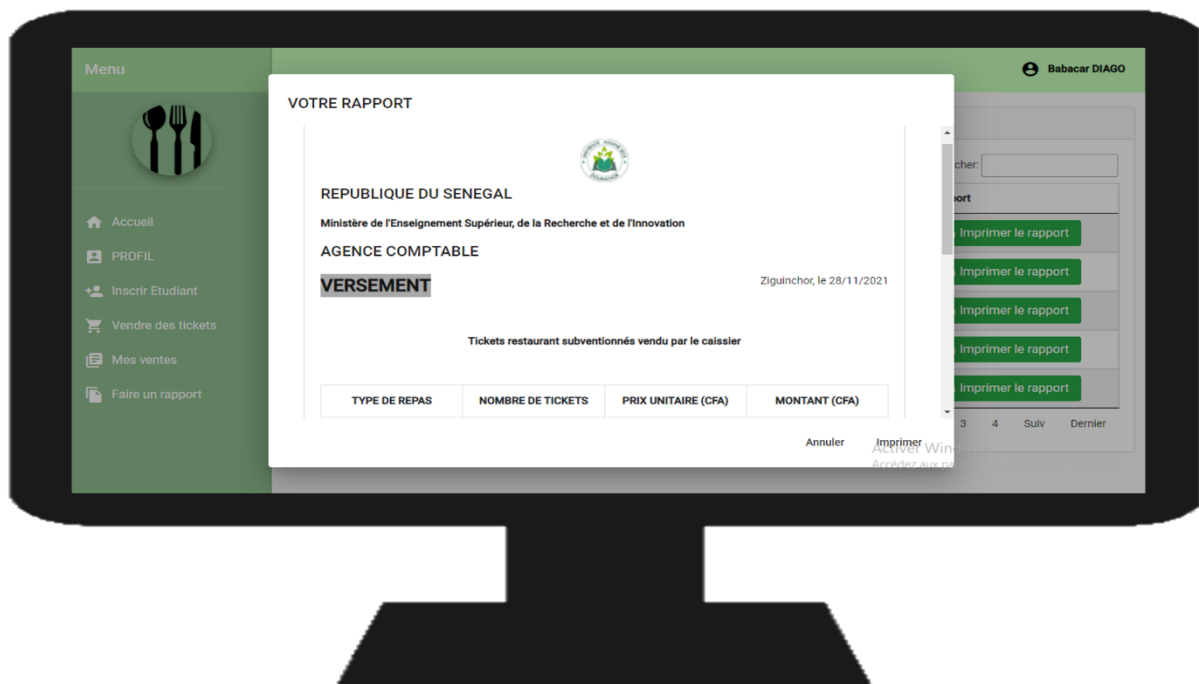 Menu
Babacar DIAGO
Accueil
PROFIL
Inscrir Etudiant
Vendre des tickets
Mes ventes
Faire un rapport
VOTRE RAPPORT
REPUBLIQUE DU SENEGAL
Ministère de l'Enseignement Supérieur, de la Recherche et de l'Innovation
AGENCE COMPTABLE
VERSEMENT
Ziguinchor, le 28/11/2021
Tickets restaurant subventionnés vendu par le caissier
TYPE DE REPAS NOMBRE DE TICKETS PRIX UNITAIRE (CFA) MONTANT (CFA)
Annuler Imprimer
cher:
ort
Imprimer le rapport
Imprimer le rapport
Imprimer le rapport
Imprimer le rapport
Imprimer le rapport
3 4 Suiv Dernier
Activer Win
Accédez aux pa